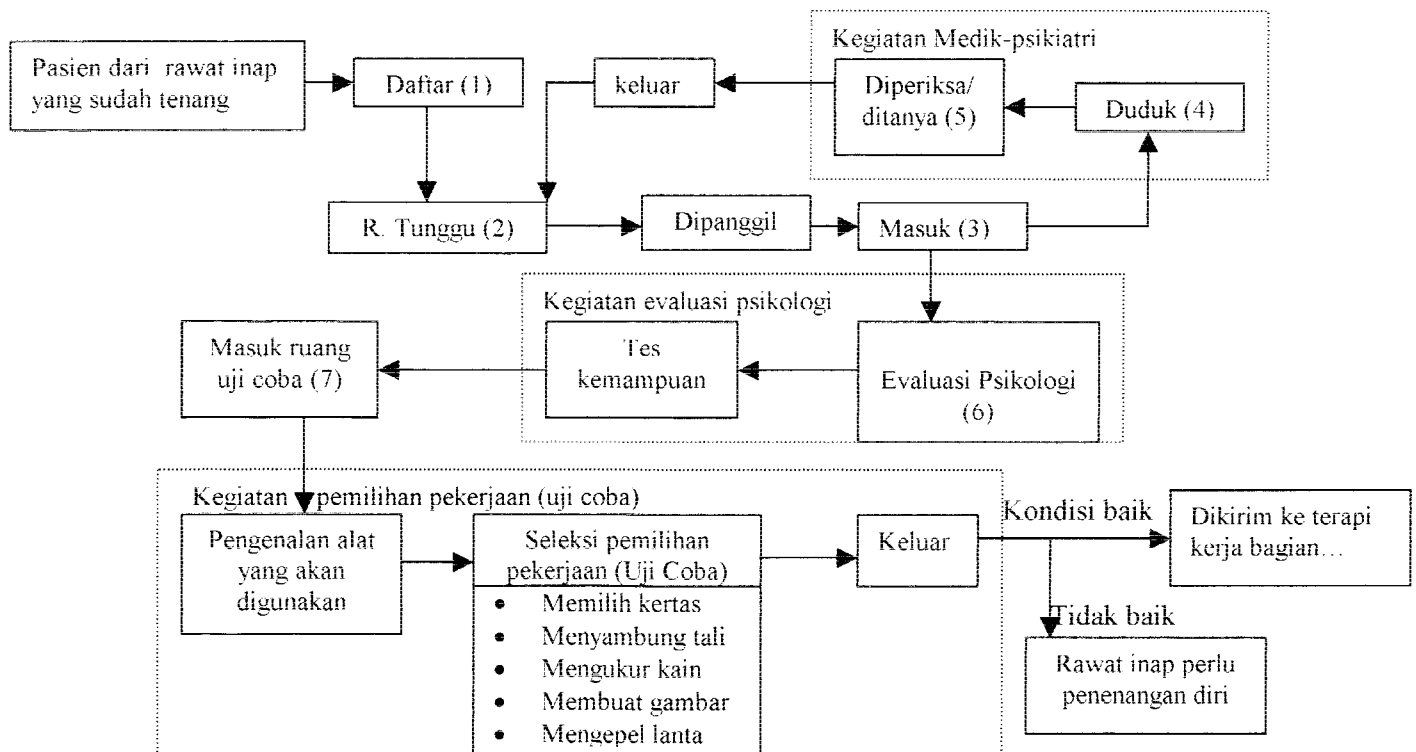 Pasien dari rawat inap
yang sudah tenang
Daftar (1)
keluar
Kegiatan Medik-psikiatri
Diperiksa/
ditanya (5)
Duduk (4)
R. Tunggu (2)
Dipanggil
Masuk (3)
Kegiatan evaluasi psikologi
Masuk ruang
uji coba (7)
Tes
kemampuan
Evaluasi Psikologi
(6)
Kegiatan pemilihan pekerjaan (uji coba)
Pengenalan alat
yang akan
digunakan
Seleksi pemilihan
pekerjaan (Uji Coba)
• Memilih kertas
• Menyambung tali
• Mengukur kain
• Membuat gambar
• Mengepel lanta
Keluar
Kondisi baik
Dikirim ke terapi
kerja bagian...
Tidak baik
Rawat inap perlu
penenangan diri